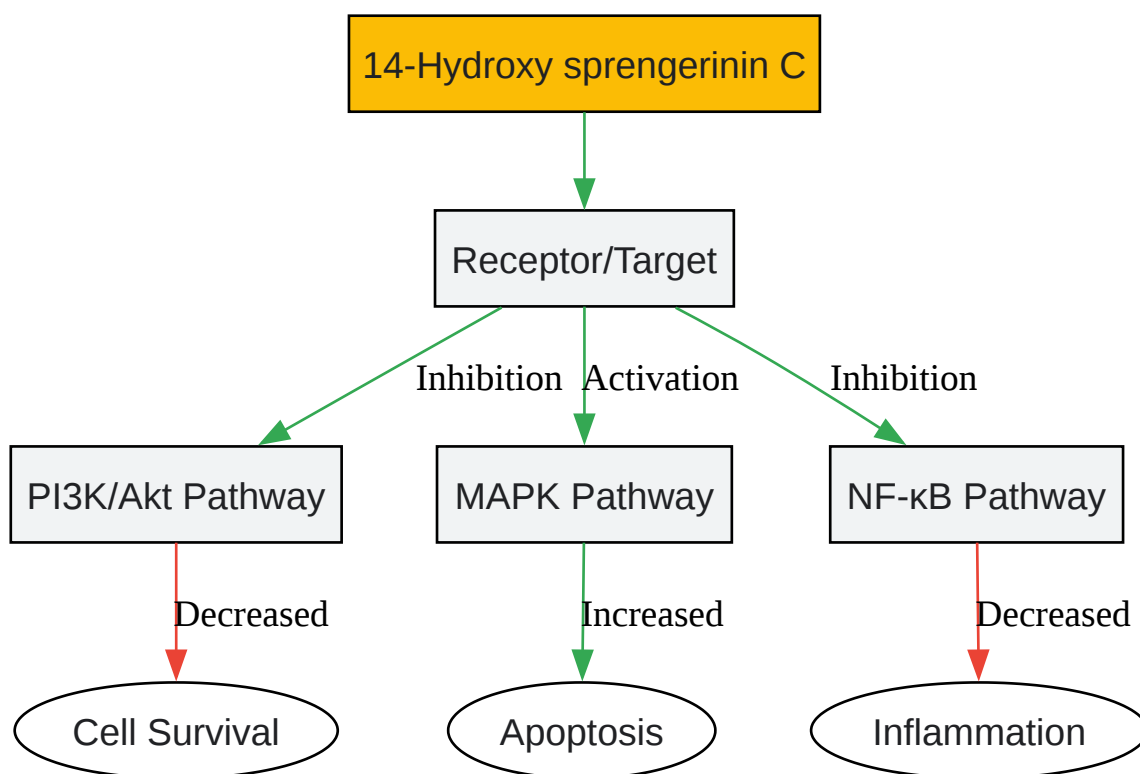 14-Hydroxy sprengerinin C
Receptor/Target
Inhibition
Activation
Inhibition
PI3K/Akt Pathway
MAPK Pathway
NF-κB Pathway
Decreased
Increased
Decreased
Cell Survival
Apoptosis
Inflammation